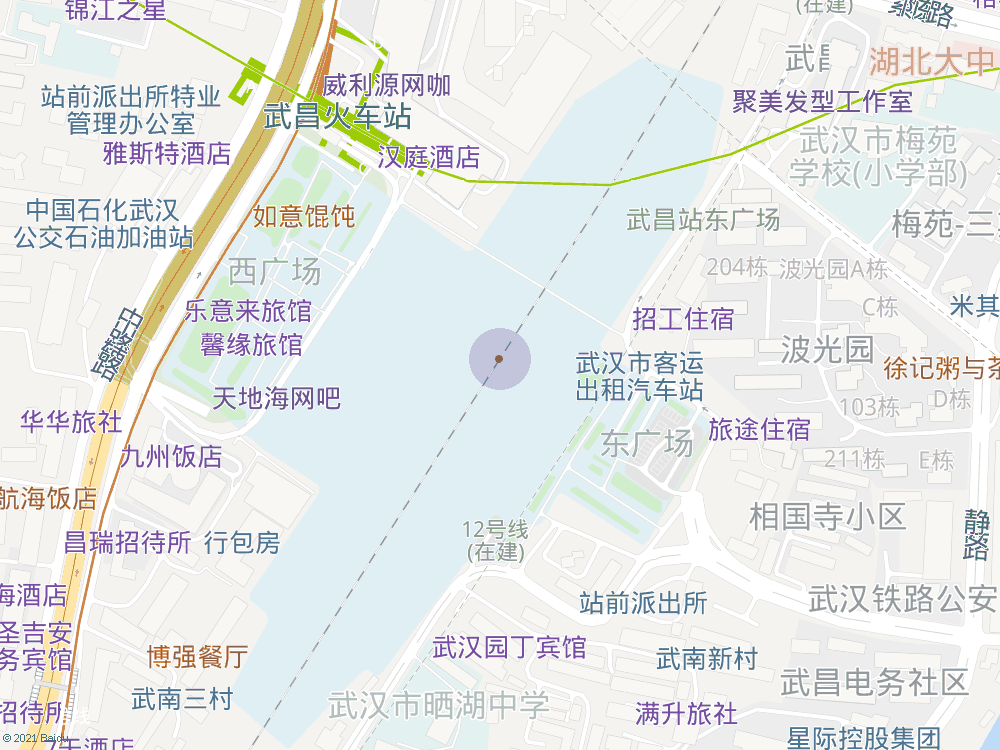 锦江之星
(在建)
武昌
湖北大中
威利源网咖
站前派出所特业
管理办公室
武昌火车站
聚美发型工作室
雅斯特酒店
汉庭酒店
武汉市梅苑
学校(小学部)
中国石化武汉
公交石油加油站
如意馄饨
武昌站东广场
梅苑-三
西广场
204栋
波光园A栋
C栋
乐意来旅馆
招工住宿
米其
馨缘旅馆
波光园
武汉市客运
出租汽车站
徐记粥与茶
天地海网吧
103栋
D栋
华华旅社
旅途住宿
东广场
九州饭店
211栋
E栋
航海饭店
12号线
(在建)
相国寺小区
昌瑞招待所
行包房
静路
海酒店
站前派出所
武汉铁路公安
圣吉安
务宾馆
武汉园丁宾馆
博强餐厅
武南新村
武昌电务社区
武南三村
武汉市晒湖中学
招待所
满升旅社
7天酒店
星际控股集团
© 2021 Baidu